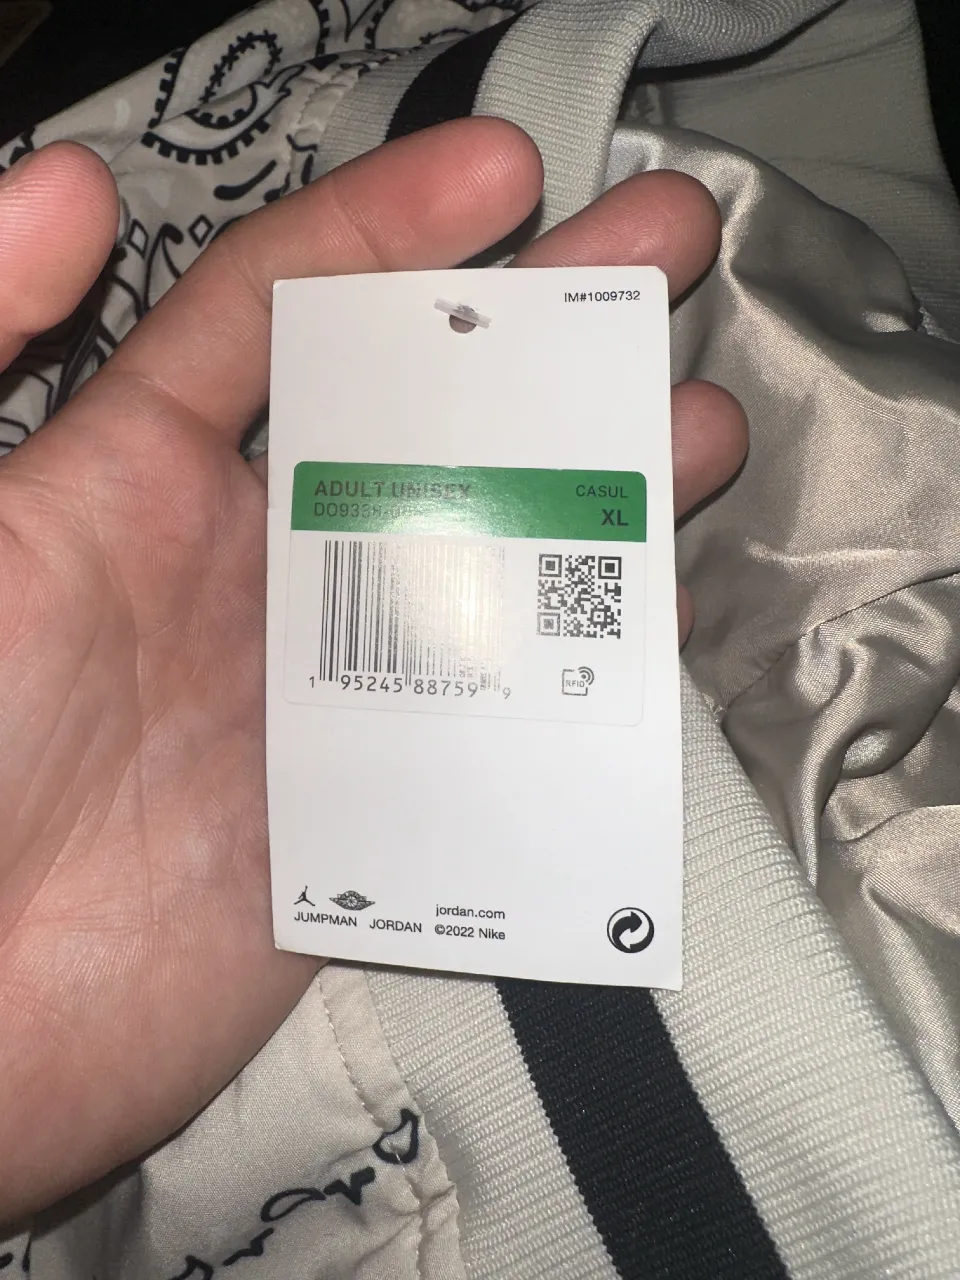 IM#1009732
ADULT UNISEX
CASUL
XL
1 95245 88759 9
RFID
JUMPMAN
JORDAN
jordan.com
©2022 Nike